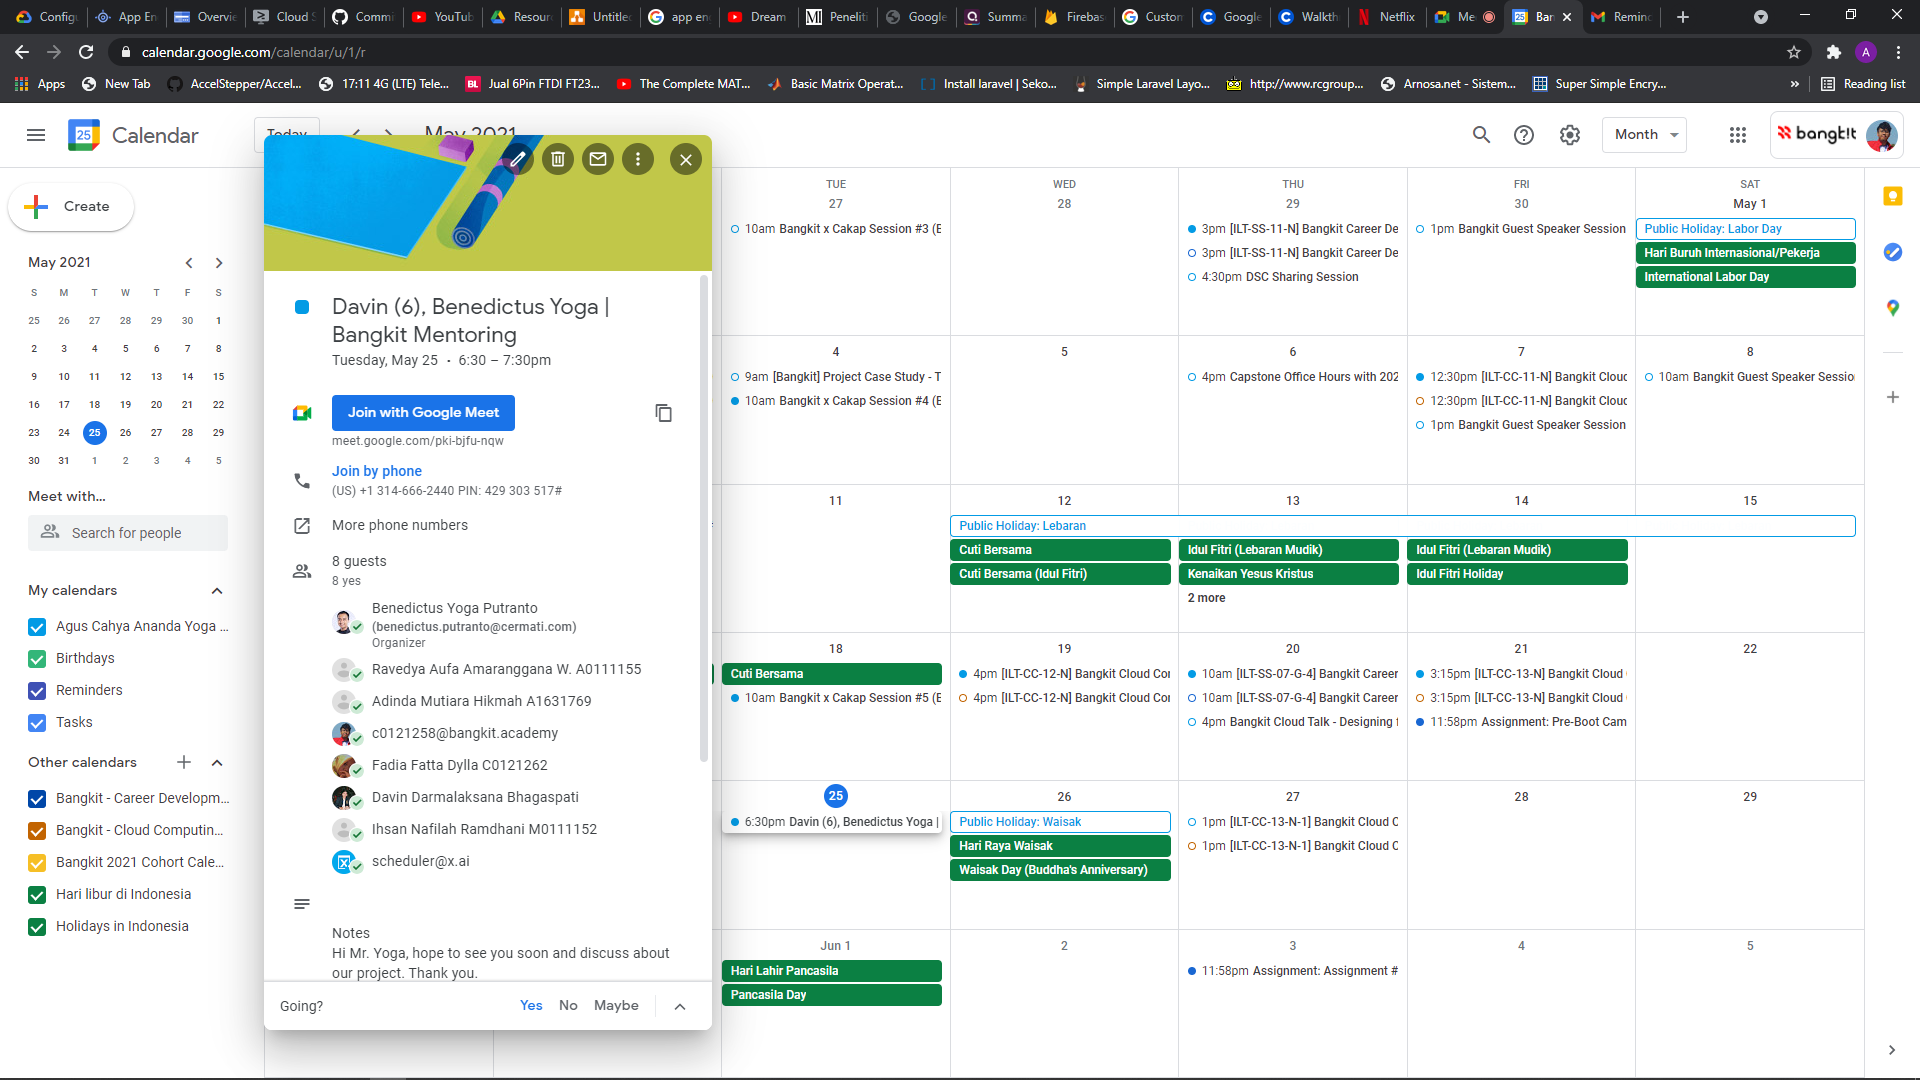 Config
App En
Overvie
Cloud S
Commi
YouTub
Resour
Untitle
app en
Dream
Peneliti
Google
Summa
Firebas
Custon
Google
Walkth
Netflix
Me
Ban
Remin
calendar.google.com/calendar/u/1/r
Apps
New Tab
AccelStepper/Accel...
17:11 4G (LTE) Tele...
Jual 6Pin FTDI FT23...
The Complete MAT...
Basic Matrix Operat...
Install laravel | Seko...
Simple Laravel Layo...
http://www.rcgroup...
Arnosa.net - Sistem...
Super Simple Encry...
Reading list
25 Calendar
Today
May 2021
Month
bangk!t
Create
May 2021
S M T W T F S
25 26 27 28 29 30 1
2 3 4 5 6 7 8
9 10 11 12 13 14 15
16 17 18 19 20 21 22
23 24 25 26 27 28 29
30 31 1 2 3 4 5
Meet with...
Search for people
My calendars
Agus Cahya Ananda Yoga ...
Birthdays
Reminders
Tasks
Other calendars
Bangkit - Career Developm...
Bangkit - Cloud Computin...
Bangkit 2021 Cohort Cale...
Hari libur di Indonesia
Holidays in Indonesia
Davin (6), Benedictus Yoga |
Bangkit Mentoring
Tuesday, May 25 • 6:30 – 7:30pm
Join with Google Meet
meet.google.com/pki-bjfu-nqw
Join by phone
(US) +1 314-666-2440 PIN: 429 303 517#
More phone numbers
8 guests
8 yes
Benedictus Yoga Putranto
(benedictus.putranto@cermati.com)
Organizer
Ravedya Aufa Amaranggana W. A0111155
Adinda Mutiara Hikmah A1631769
c0121258@bangkit.academy
Fadia Fatta Dylla C0121262
Davin Darmalaksana Bhagaspati
Ihsan Nafilah Ramdhani M0111152
scheduler@x.ai
Notes
Hi Mr. Yoga, hope to see you soon and discuss about
our project. Thank you.
Going?
Yes
No
Maybe
TUE WED THU FRI SAT
27 28 29 30 May 1
10am Bangkit x Cakap Session #3 (E
3pm [ILT-SS-11-N] Bangkit Career De
3pm [ILT-SS-11-N] Bangkit Career De
4:30pm DSC Sharing Session
1pm Bangkit Guest Speaker Session
Public Holiday: Labor Day
Hari Buruh Internasional/Pekerja
International Labor Day
4 5 6 7 8
9am [Bangkit] Project Case Study - T
10am Bangkit x Cakap Session #4 (E
4pm Capstone Office Hours with 202
12:30pm [ILT-CC-11-N] Bangkit Cloud
12:30pm [ILT-CC-11-N] Bangkit Cloud
1pm Bangkit Guest Speaker Session
10am Bangkit Guest Speaker Sessio
11 12 13 14 15
Public Holiday: Lebaran
Cuti Bersama
Cuti Bersama (Idul Fitri)
Idul Fitri (Lebaran Mudik)
Kenaikan Yesus Kristus
2 more
Idul Fitri (Lebaran Mudik)
Idul Fitri Holiday
18 19 20 21 22
Cuti Bersama
10am Bangkit x Cakap Session #5 (E
4pm [ILT-CC-12-N] Bangkit Cloud Cor
4pm [ILT-CC-12-N] Bangkit Cloud Cor
10am [ILT-SS-07-G-4] Bangkit Career
10am [ILT-SS-07-G-4] Bangkit Career
4pm Bangkit Cloud Talk - Designing f
3:15pm [ILT-CC-13-N] Bangkit Cloud
3:15pm [ILT-CC-13-N] Bangkit Cloud
11:58pm Assignment: Pre-Boot Cam
25 26 27 28 29
6:30pm Davin (6), Benedictus Yoga |
Public Holiday: Waisak
Hari Raya Waisak
Waisak Day (Buddha's Anniversary)
1pm [ILT-CC-13-N-1] Bangkit Cloud C
1pm [ILT-CC-13-N-1] Bangkit Cloud C
Jun 1 2 3 4 5
Hari Lahir Pancasila
Pancasila Day
11:58pm Assignment: Assignment #